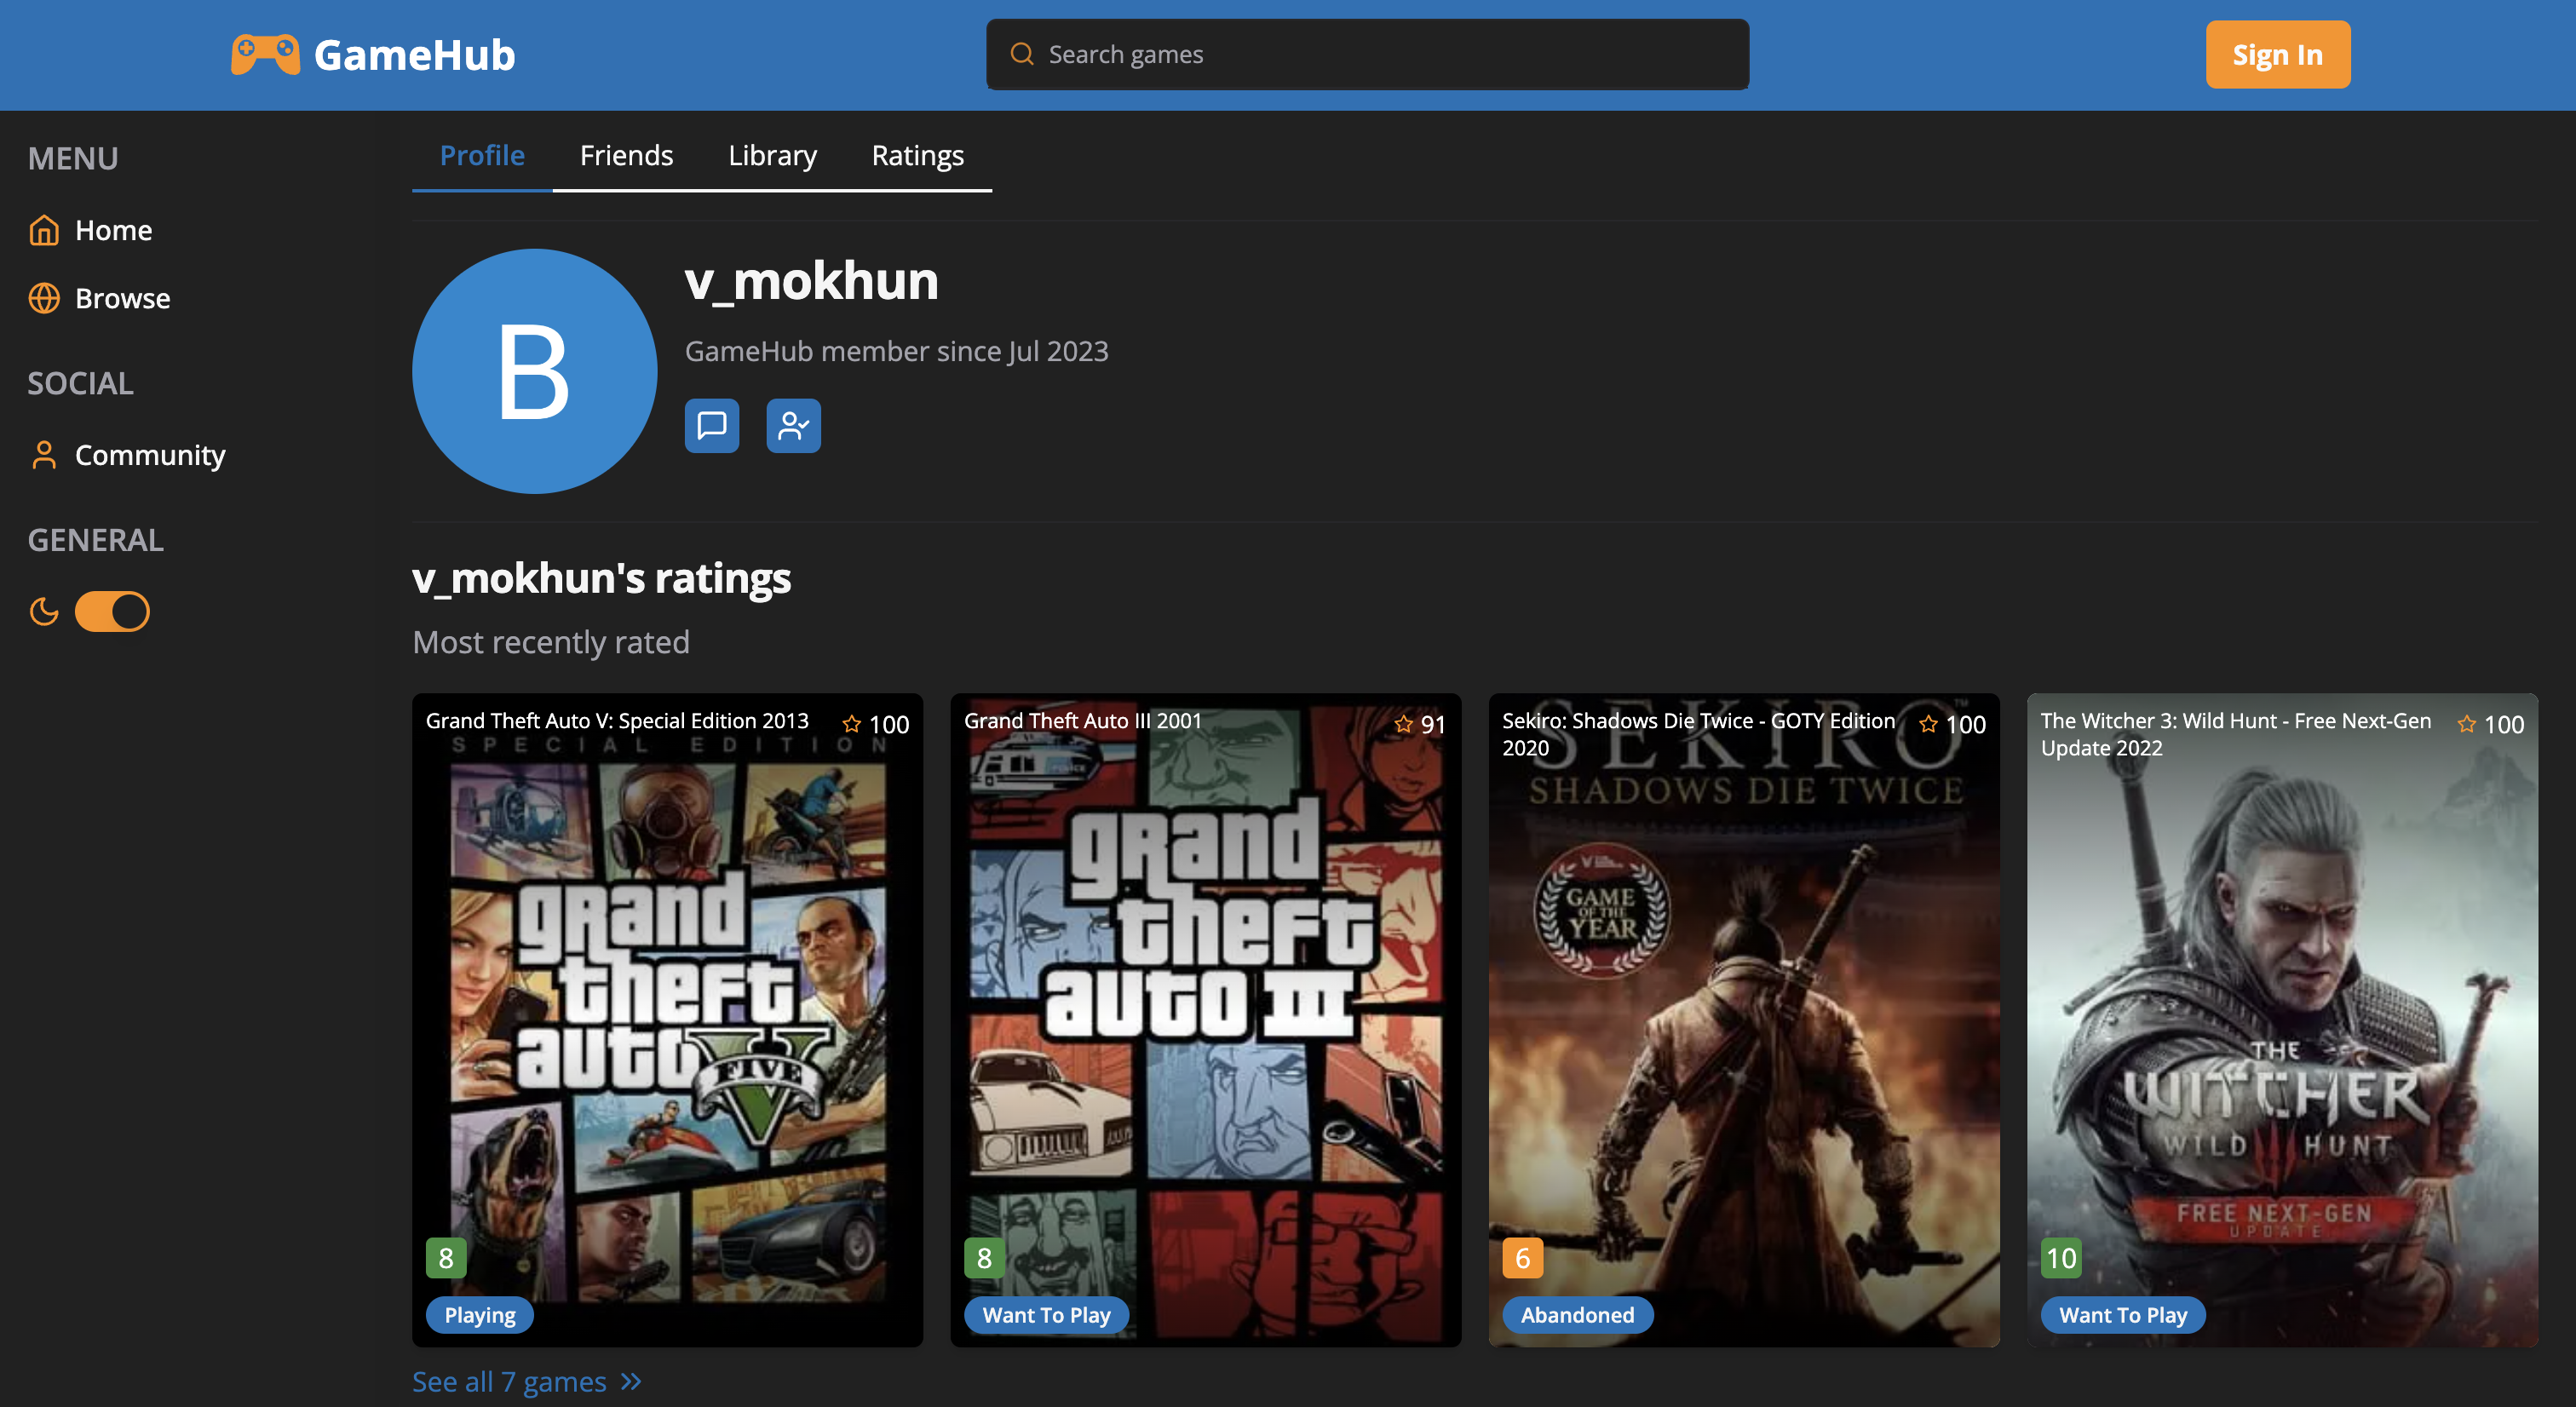 GameHub
Search games
Sign In
MENU
Home
Browse
SOCIAL
Community
GENERAL
Profile
Friends
Library
Ratings
B
v_mokhun
GameHub member since Jul 2023
v_mokhun's ratings
Most recently rated
Grand Theft Auto V: Special Edition 2013
100
SPECIAL EDITION
grand
theft
auto
V
FIVE
8
Playing
Grand Theft Auto III 2001
91
POLICE
grand
theft
auto III
8
Want To Play
Sekiro: Shadows Die Twice - GOTY Edition
2020
100
SEKIRO™
SHADOWS DIE TWICE
GAME
OF THE
YEAR
6
Abandoned
The Witcher 3: Wild Hunt - Free Next-Gen
Update 2022
100
THE
WITCHER
WILD HUNT
FREE NEXT-GEN
UPDATE
10
Want To Play
See all 7 games